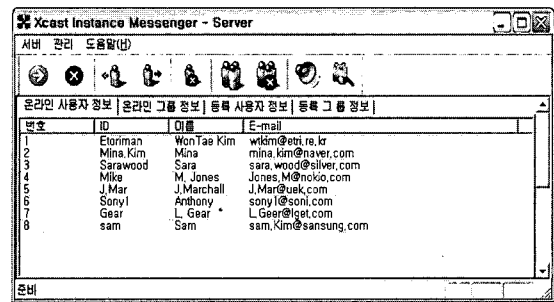 Xcast Instance Messenger - Server
서버 관리 도움말(H)
온라인 사용자 정보 온라인 그룹 정보 등록 사용자 정보 등록 그룹 정보
번호 ID 이름 E-mail
1 Etoriman WonTae Kim wtkim@etri.re.kr
2 Mina.Kim Mina mina.kim@naver.com
3 Sarawood Sara sara.wood@silver.com
4 Mike M. Jones Jones.M@nokio.com
5 J.Mar J.Marchall J.Mar@uek.com
6 Sony1 Anthony sony1@soni.com
7 Gear L. Gear L.Geer@lget.com
8 sam Sam sam.Kim@sansung.com
준비